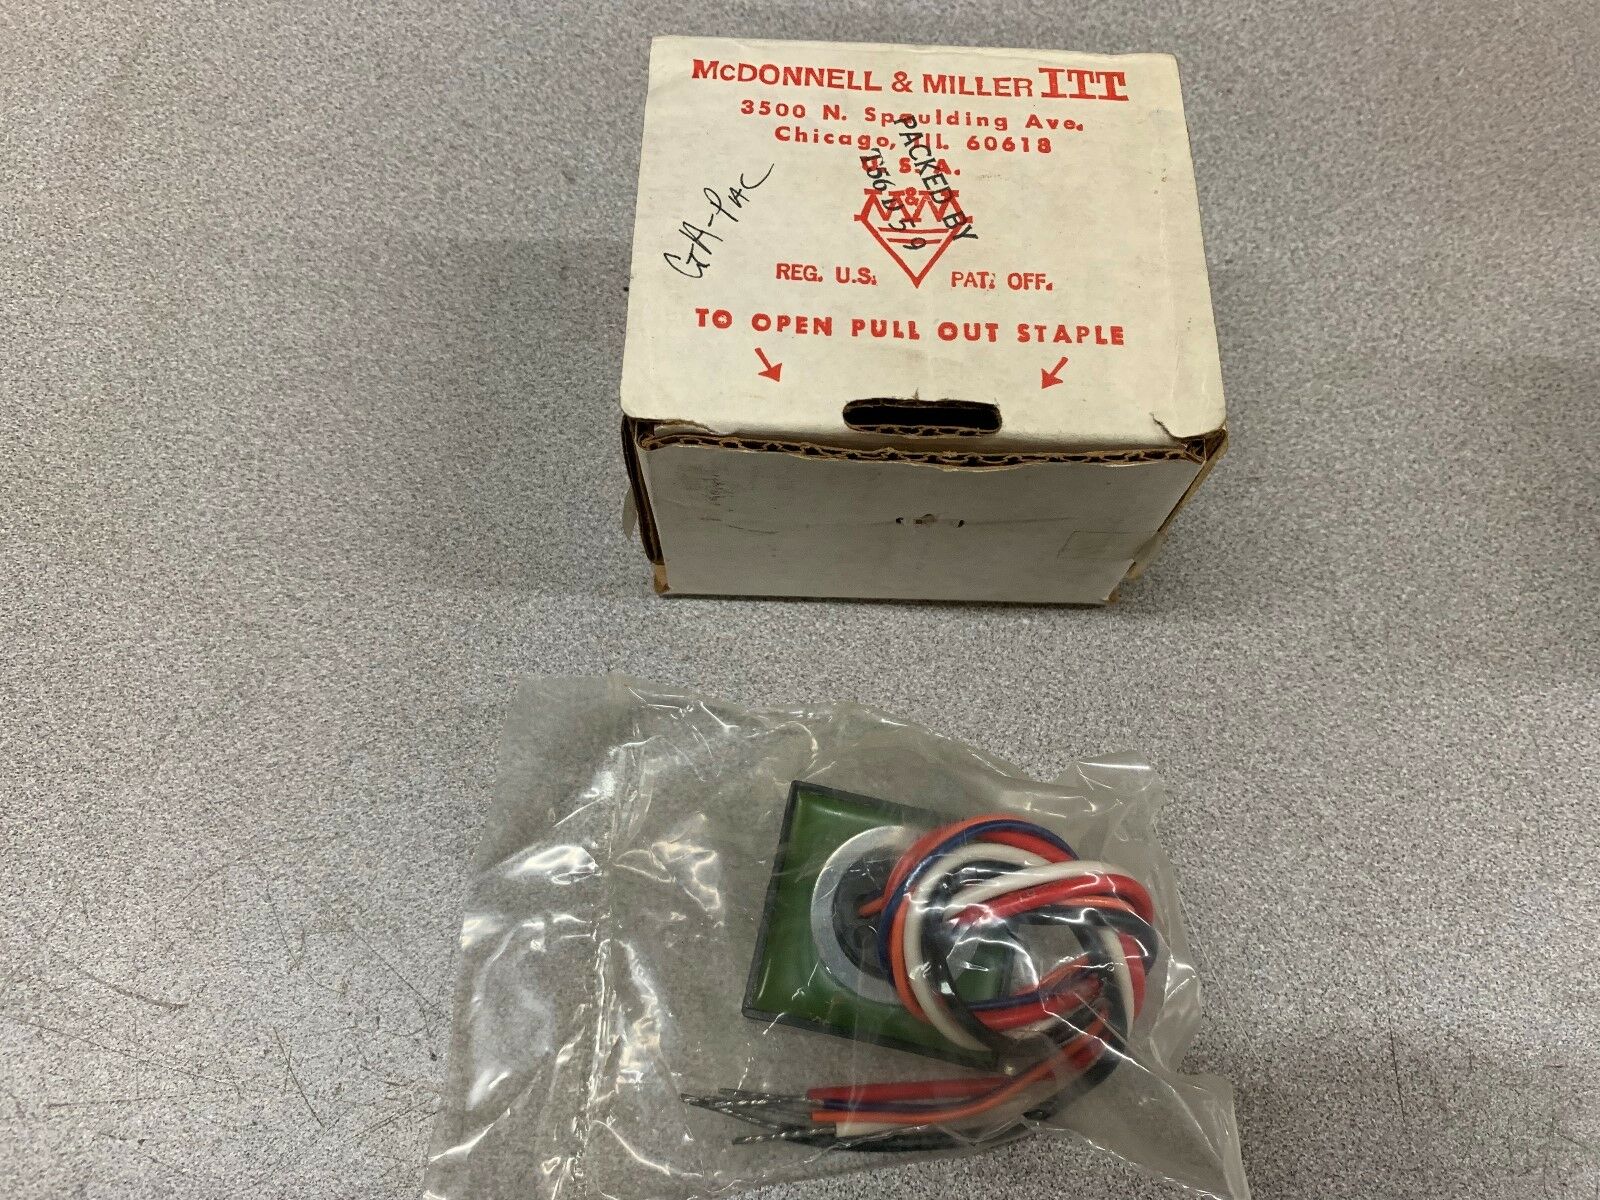 McDONNELL & MILLER ITT
3500 N. Spaulding Ave.
Chicago, Ill. 60618
U.S.A.
PACKED BY
T56D59
GA-PAC
M&M
REG. U.S. PAT. OFF.
TO OPEN PULL OUT STAPLE